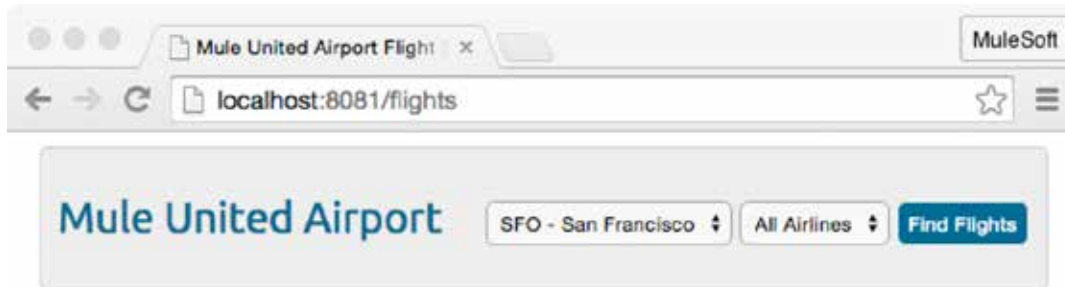 Mule United Airport Flight
MuleSoft
localhost:8081/flights
Mule United Airport
SFO - San Francisco
All Airlines
Find Flights